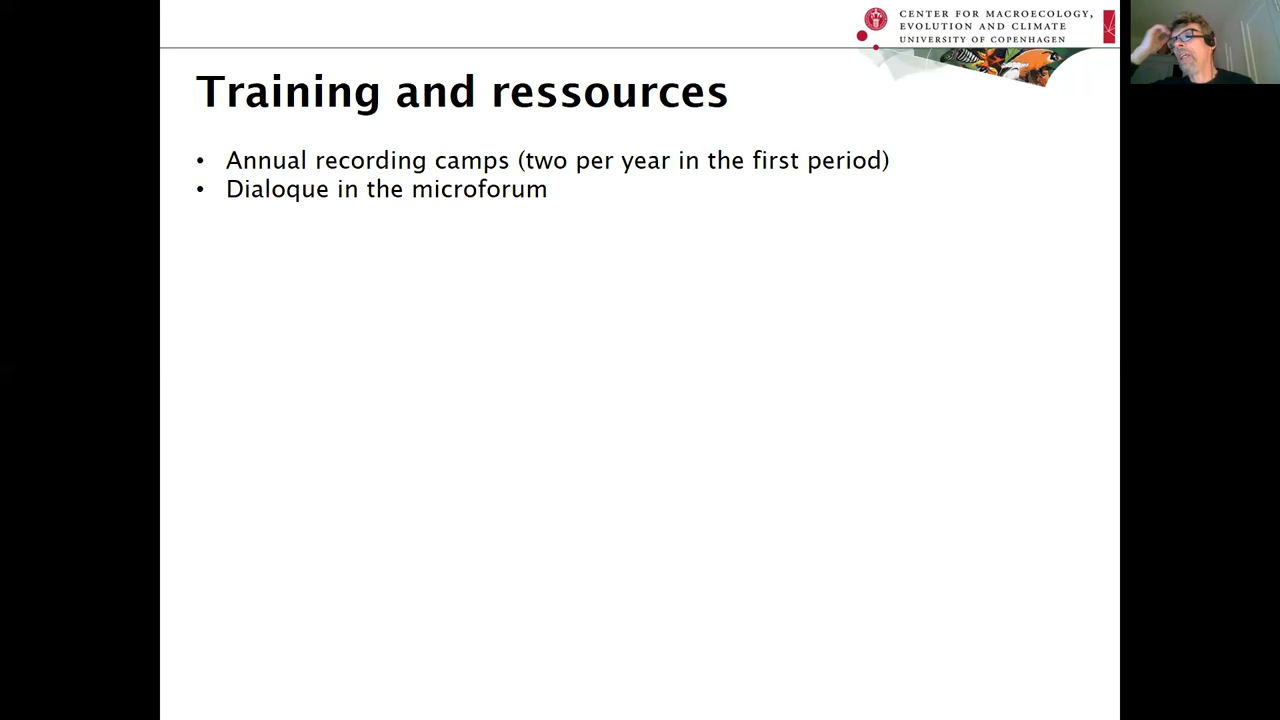 CENTER FOR MACROECOLOGY,
EVOLUTION AND CLIMATE
UNIVERSITY OF COPENHAGEN
Training and ressources
• Annual recording camps (two per year in the first period)
• Dialoque in the microforum